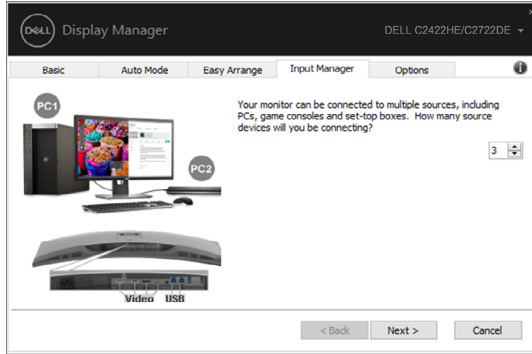 DELL
Display Manager
DELL C2422HE/C2722DE
Basic
Auto Mode
Easy Arrange
Input Manager
Options
PC1
PC2
Video
USB
Your monitor can be connected to multiple sources, including
PCs, game consoles and set-top boxes. How many source
devices will you be connecting?
3
< Back
Next >
Cancel